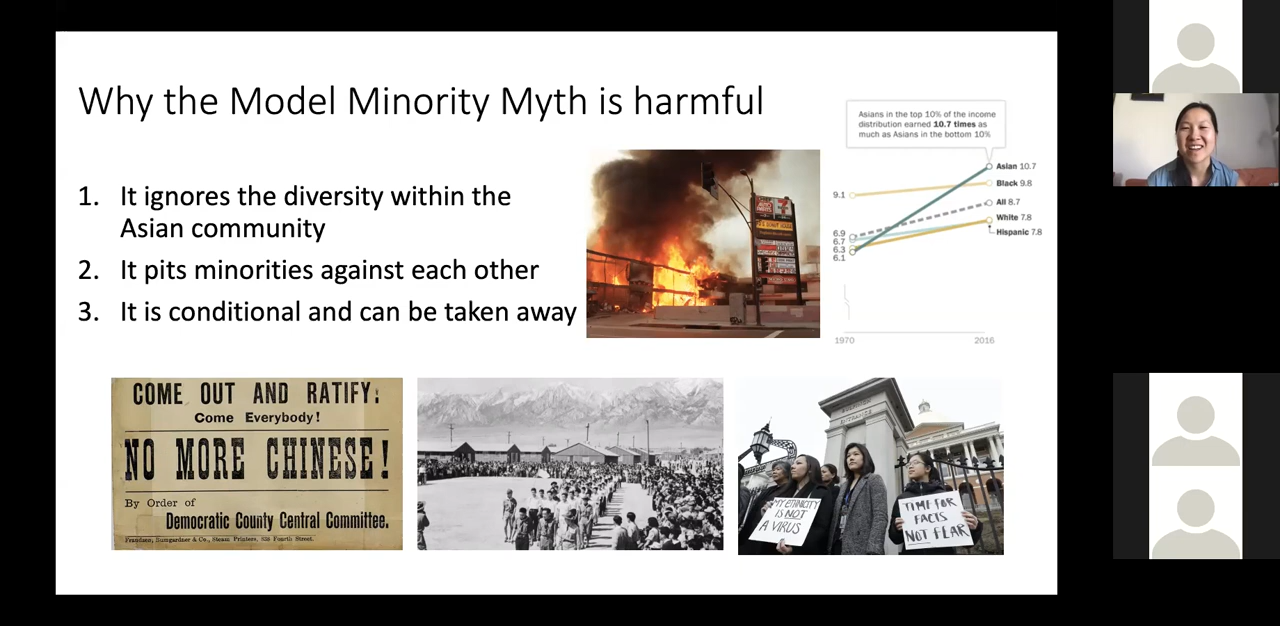 Why the Model Minority Myth is harmful
1. It ignores the diversity within the
Asian community
2. It pits minorities against each other
3. It is conditional and can be taken away
Asians in the top 10% of the income
distribution earned 10.7 times as
much as Asians in the bottom 10%
Asian 10.7
Black 9.8
All 8.7
White 7.8
Hispanic 7.8
9.1
6.9
6.7
6.3
6.1
1970
2016
COME OUT AND RATIFY!
Come Everybody!
NO MORE CHINESE!
By Order of
Democratic County Central Committee.
MY ETHNICITY
IS NOT
A VIRUS
TIME FOR
FACTS
NOT FEAR